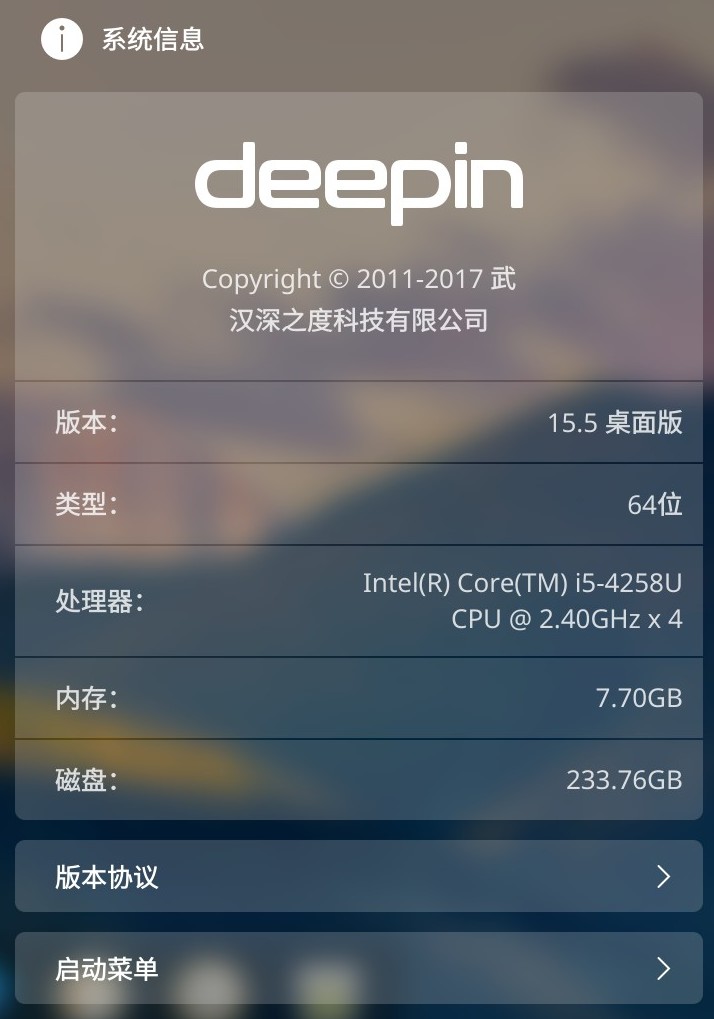 系统信息
deepin
Copyright © 2011-2017 武
汉深之度科技有限公司
版本：
15.5 桌面版
类型：
64位
处理器：
Intel(R) Core(TM) i5-4258U
CPU @ 2.40GHz x 4
内存：
7.70GB
磁盘：
233.76GB
版本协议
启动菜单